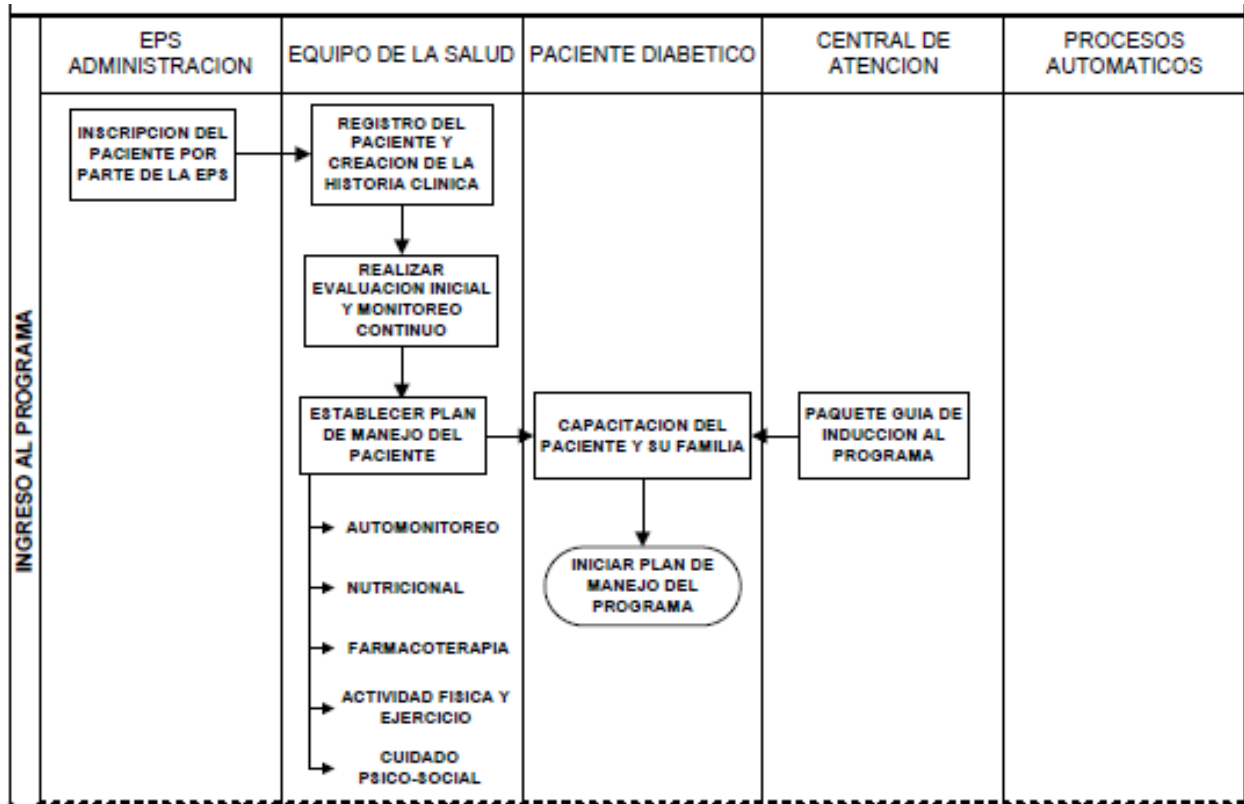 EPS
ADMINISTRACION
EQUIPO DE LA SALUD
PACIENTE DIABETICO
CENTRAL DE
ATENCION
PROCESOS
AUTOMATICOS
INGRESO AL PROGRAMA
INSCRIPCION DEL
PACIENTE POR
PARTE DE LA EPS
REGISTRO DEL
PACIENTE Y
CREACION DE LA
HISTORIA CLINICA
REALIZAR
EVALUACION INICIAL
Y MONITOREO
CONTINUO
ESTABLECER PLAN
DE MANEJO DEL
PACIENTE
CAPACITACION DEL
PACIENTE Y SU FAMILIA
PAQUETE GUIA DE
INDUCCION AL
PROGRAMA
AUTOMONITOREO
NUTRICIONAL
FARMACOTERAPIA
ACTIVIDAD FISICA Y
EJERCICIO
CUIDADO
PSICO-SOCIAL
INICIAR PLAN DE
MANEJO DEL
PROGRAMA